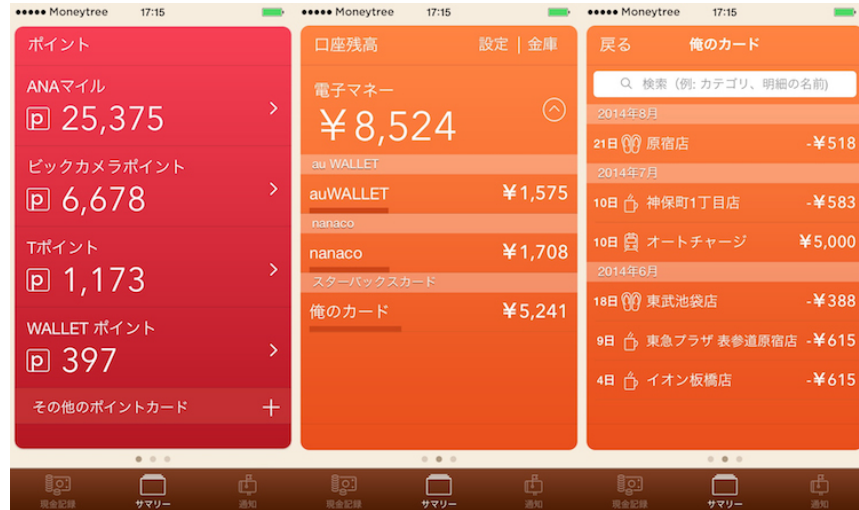 Moneytree 17:15
ポイント
ANAマイル
p 25,375
ビックカメラポイント
p 6,678
Tポイント
p 1,173
WALLET ポイント
p 397
その他のポイントカード +
現金記録 サマリー 通知
Moneytree 17:15
口座残高 設定 | 金庫
電子マネー
¥8,524
au WALLET
auWALLET ¥1,575
nanaco
nanaco ¥1,708
スターバックスカード
俺のカード ¥5,241
現金記録 サマリー 通知
Moneytree 17:15
戻る 俺のカード
検索 (例: カテゴリ、明細の名前)
2014年8月
21日 原宿店 -¥518
2014年7月
10日 神保町1丁目店 -¥583
10日 オートチャージ ¥5,000
2014年6月
18日 東武池袋店 -¥388
9日 東急プラザ 表参道原宿店 -¥615
4日 イオン板橋店 -¥615
現金記録 サマリー 通知